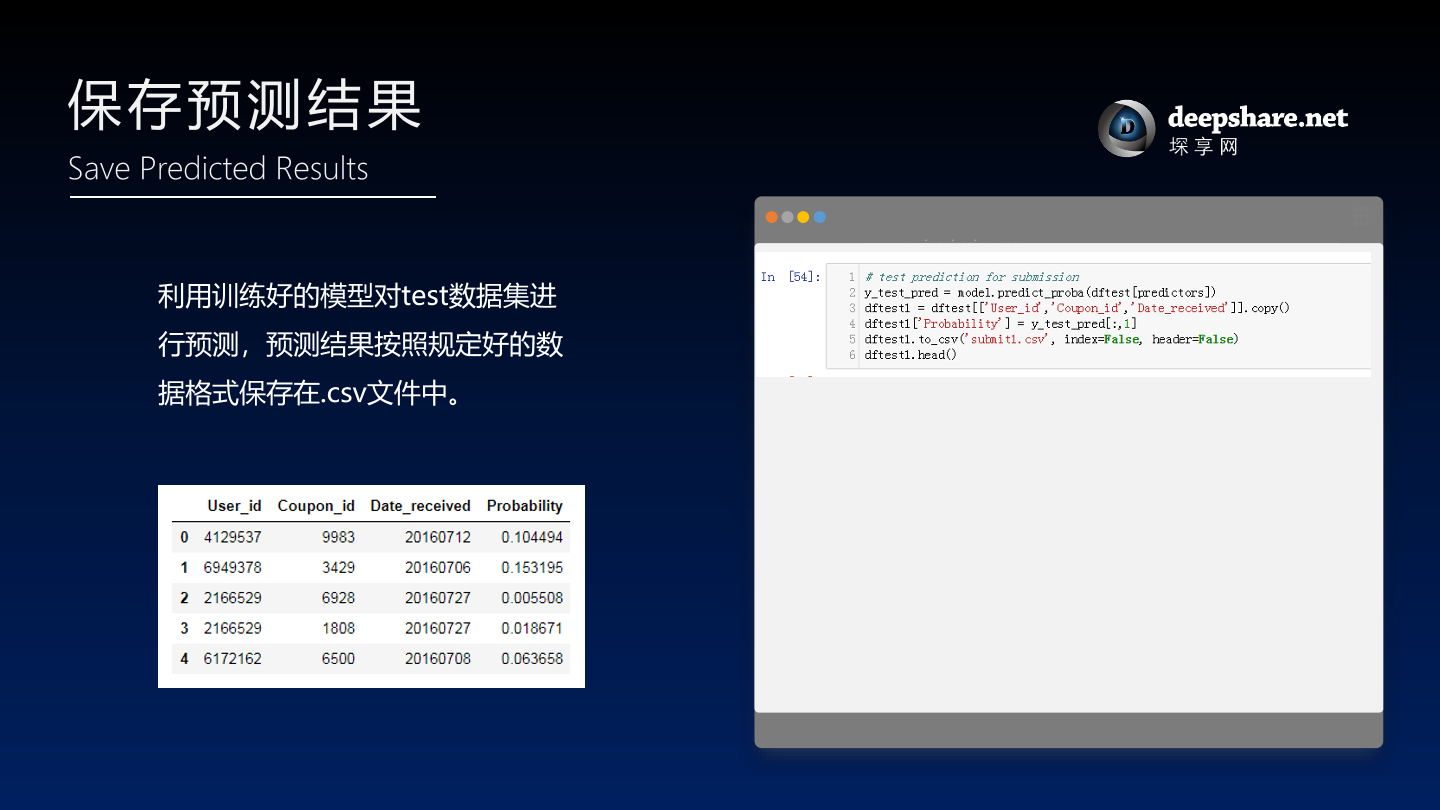 保存预测结果
Save Predicted Results
deepshare.net
琛享网
利用训练好的模型对test数据集进
行预测，预测结果按照规定好的数
据格式保存在.csv文件中。
User_id Coupon_id Date_received Probability
0 4129537 9983 20160712 0.104494
1 6949378 3429 20160706 0.153195
2 2166529 6928 20160727 0.005508
3 2166529 1808 20160727 0.018671
4 6172162 6500 20160708 0.063658
In [54]:
1 # test prediction for submission
2 y_test_pred = model.predict_proba(dftest[predictors])
3 dftest1 = dftest[['User_id','Coupon_id','Date_received']].copy()
4 dftest1['Probability'] = y_test_pred[:,1]
5 dftest1.to_csv('submit1.csv', index=False, header=False)
6 dftest1.head()